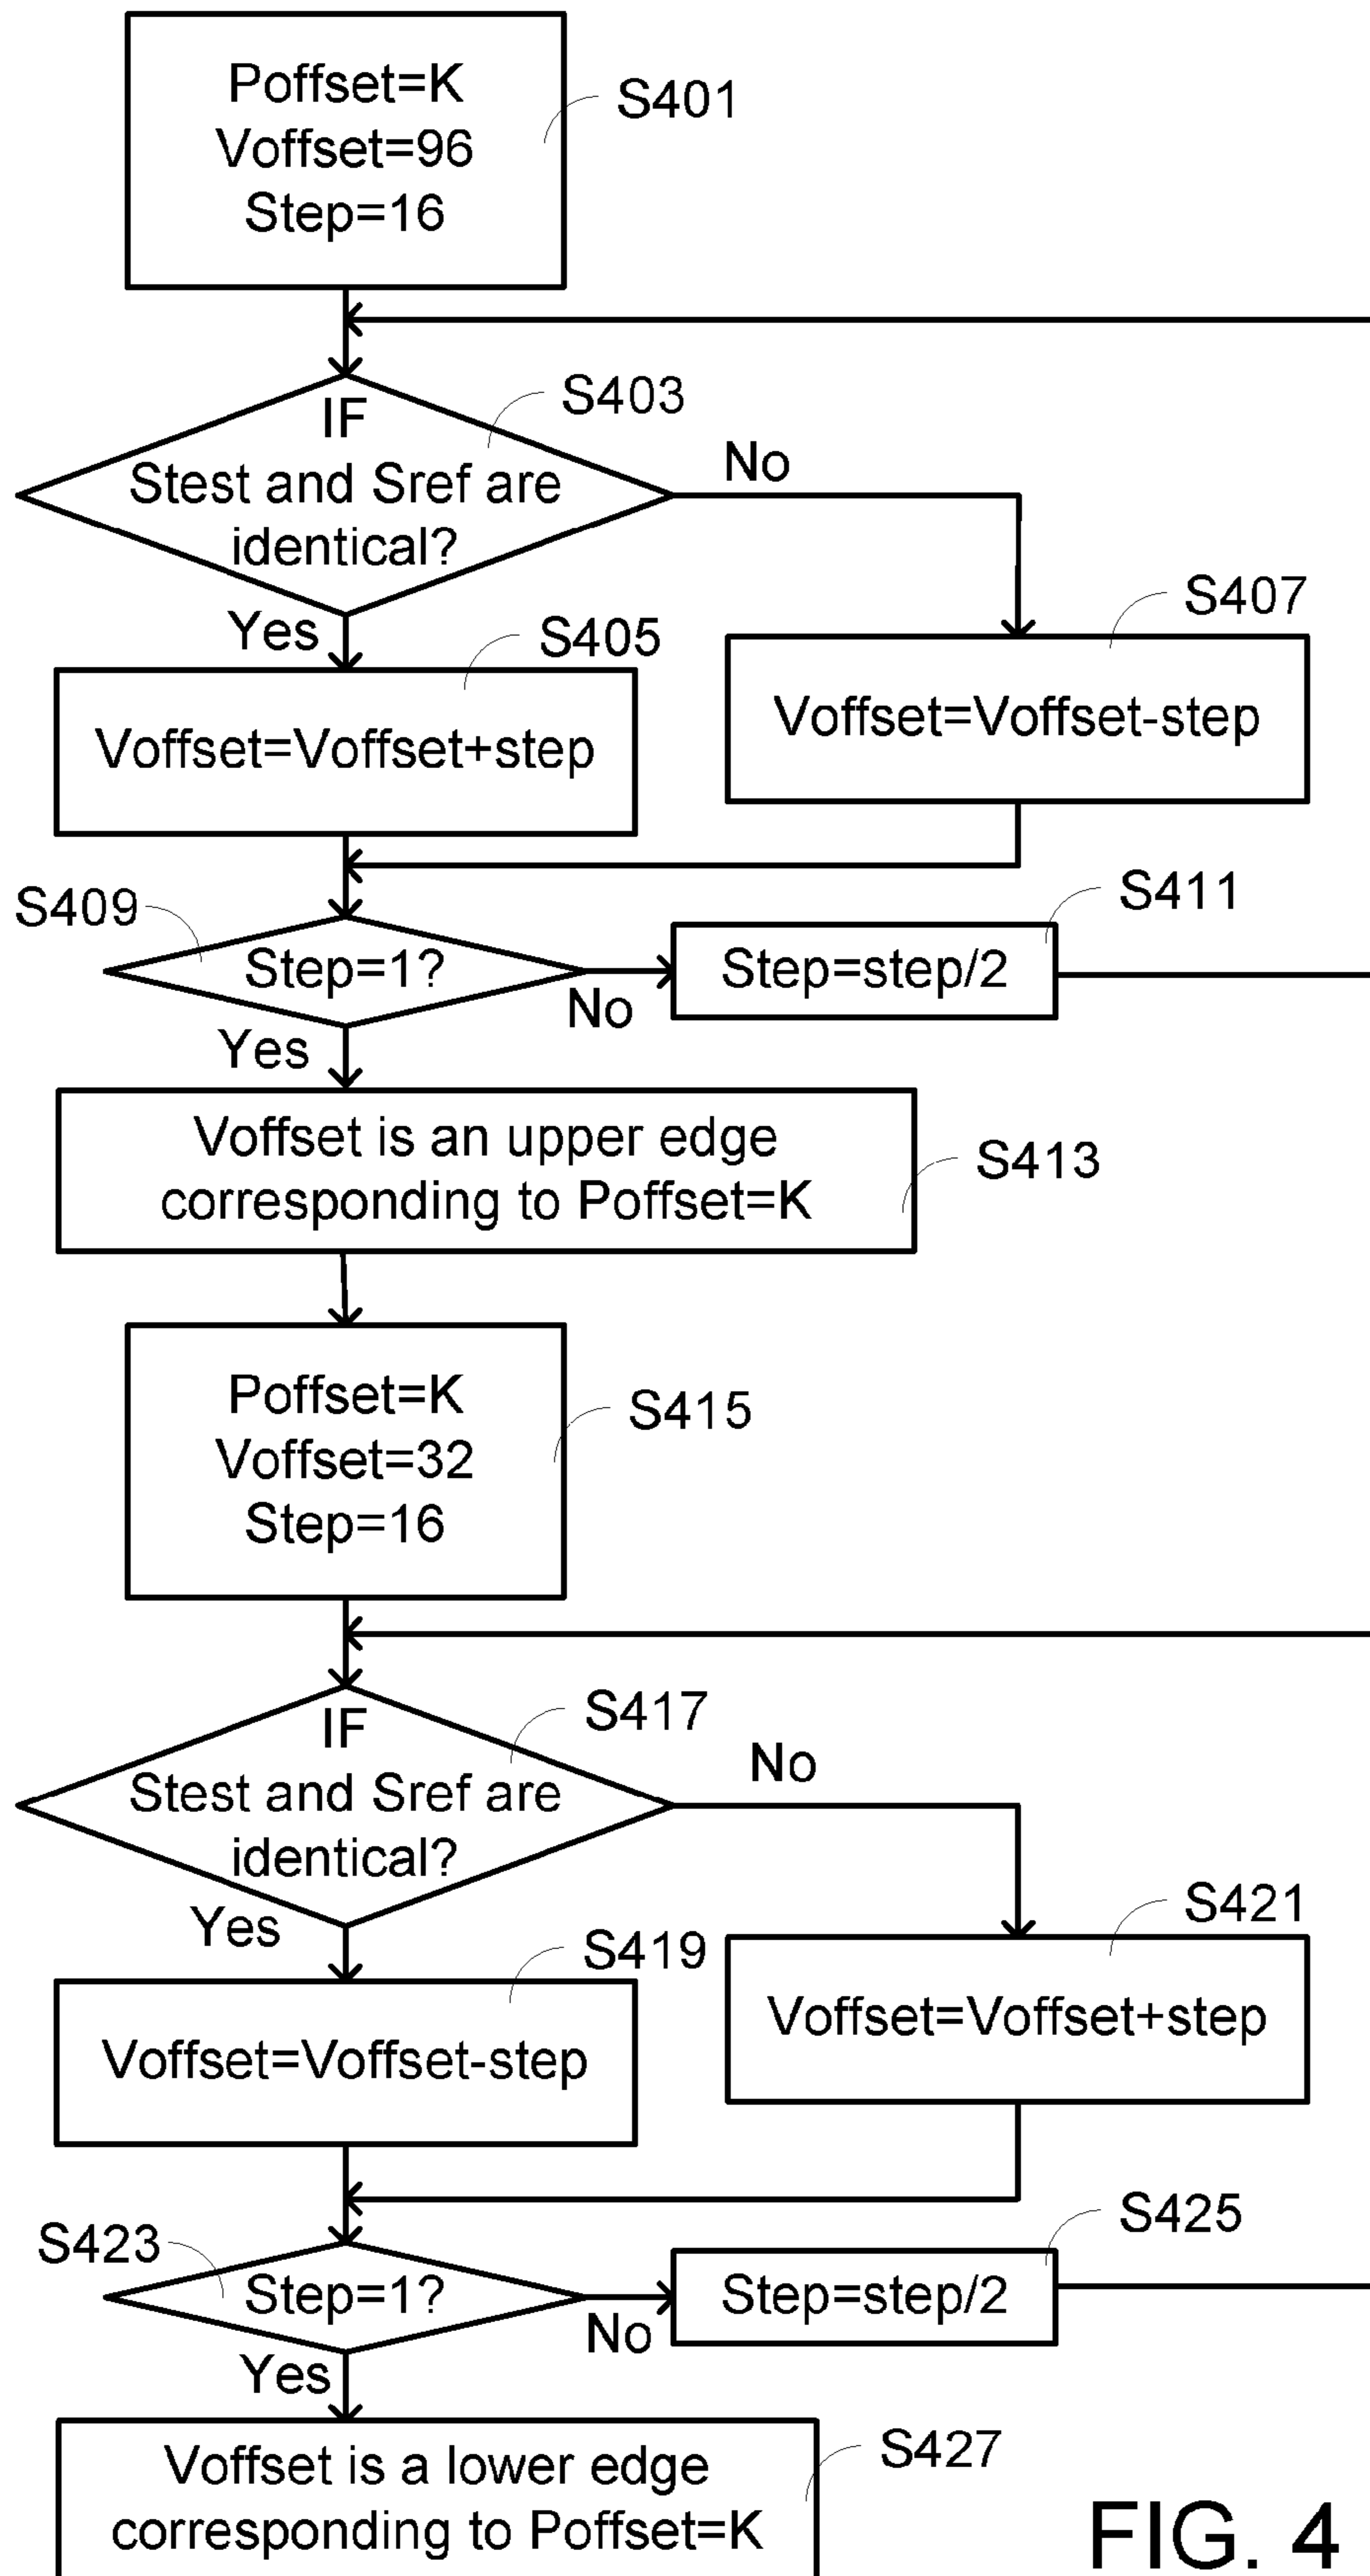 Poffset=K
Voffset=96
Step=16
S401
IF
Stest and Sref are
identical?
S403
No
Yes
S405
Voffset=Voffset+step
S407
Voffset=Voffset-step
S409
Step=1?
No
S411
Step=step/2
Yes
Voffset is an upper edge
corresponding to Poffset=K
S413
Poffset=K
Voffset=32
Step=16
S415
IF
Stest and Sref are
identical?
S417
No
Yes
S419
Voffset=Voffset-step
S421
Voffset=Voffset+step
S423
Step=1?
No
S425
Step=step/2
Yes
Voffset is a lower edge
corresponding to Poffset=K
S427
FIG. 4